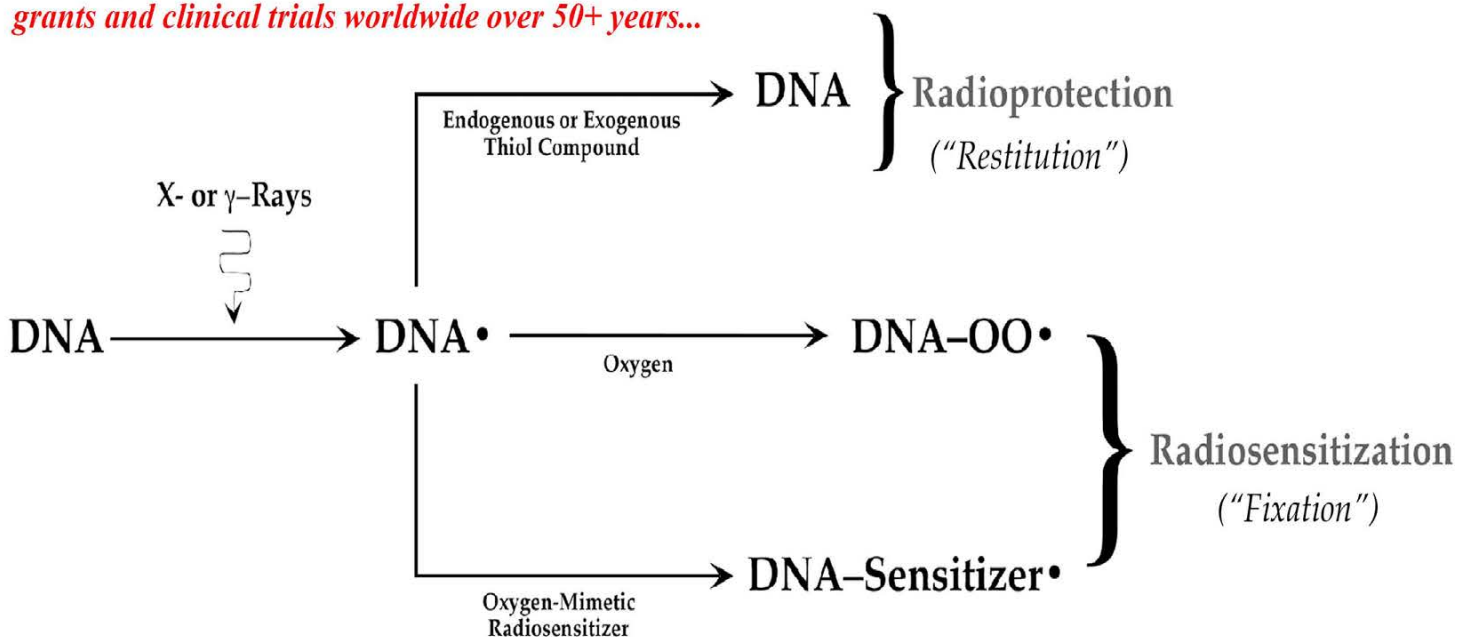 grants and clinical trials worldwide over 50+ years...
DNA
Radioprotection
Endogenous or Exogenous
Thiol Compound
("Restitution")
X- or γ–Rays
DNA
DNA•
DNA–OO•
Oxygen
Radiosensitization
("Fixation")
DNA–Sensitizer•
Oxygen-Mimetic
Radiosensitizer